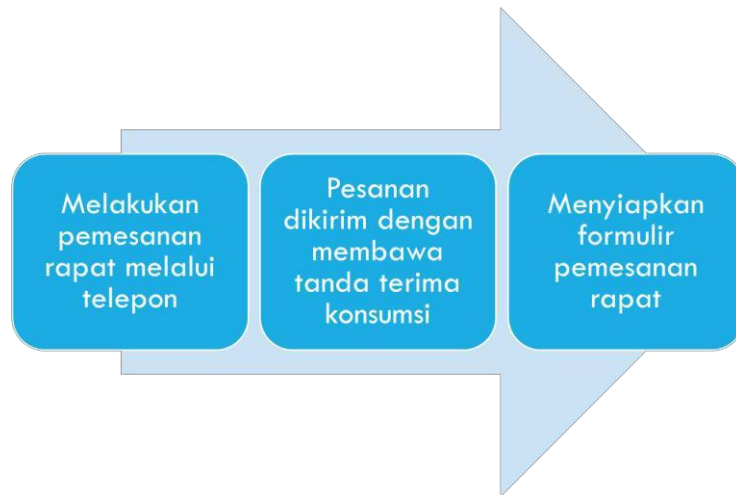 Melakukan
pemesanan
rapat melalui
telepon
Pesanan
dikirim dengan
membawa
tanda terima
konsumsi
Menyiapkan
formulir
pemesanan
rapat